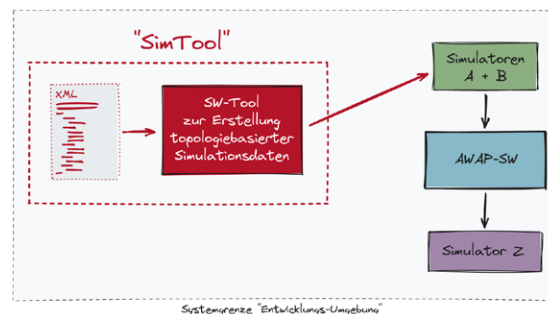 "SimTool"
XML
SW-Tool
zur Erstellung
topologiebasierter
Simulationsdaten
Simulatoren
A + B
AWAP-SW
Simulator Z
Systemgrenze "Entwicklungs-Umgebung"